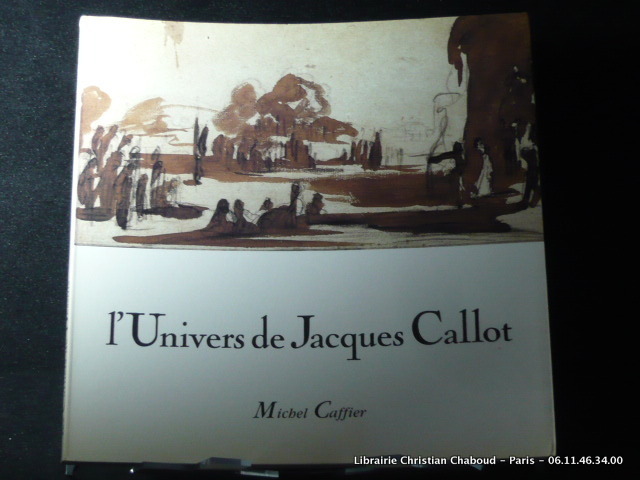 l'Univers de Jacques Callot
Michel Caffier
Librairie Christian Chaboud - Paris - 06.11.46.34.00